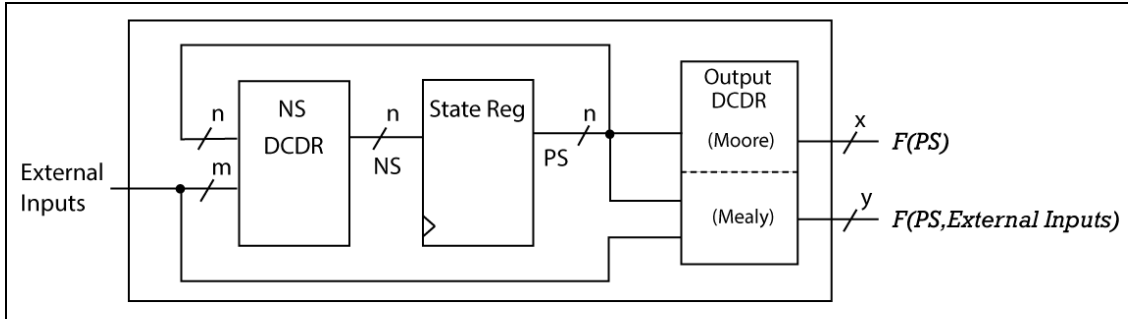 External
Inputs
n
m
NS
DCDR
n
NS
State Reg
n
PS
Output
DCDR
(Moore)
(Mealy)
x
F(PS)
y
F(PS,External Inputs)